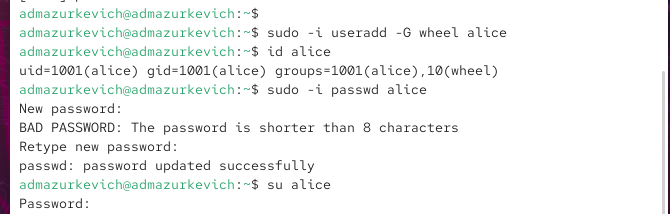 admazurkevich@admazurkevich:~$
admazurkevich@admazurkevich:~$ sudo -i useradd -G wheel alice
admazurkevich@admazurkevich:~$ id alice
uid=1001(alice) gid=1001(alice) groups=1001(alice),10(wheel)
admazurkevich@admazurkevich:~$ sudo -i passwd alice
New password:
BAD PASSWORD: The password is shorter than 8 characters
Retype new password:
passwd: password updated successfully
admazurkevich@admazurkevich:~$ su alice
Password: